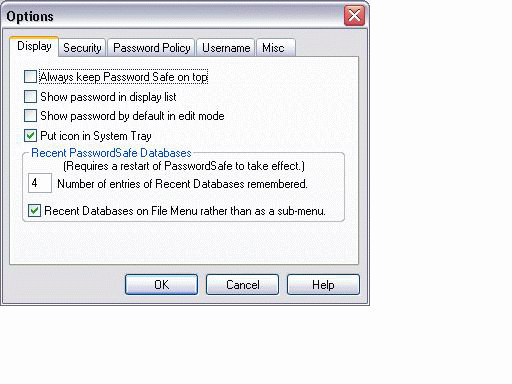 Options
Display Security Password Policy Username Misc
Always keep Password Safe on top
Show password in display list
Show password by default in edit mode
Put icon in System Tray
Recent PasswordSafe Databases
(Requires a restart of PasswordSafe to take effect.)
4 Number of entries of Recent Databases remembered.
Recent Databases on File Menu rather than as a sub-menu.
OK Cancel Help